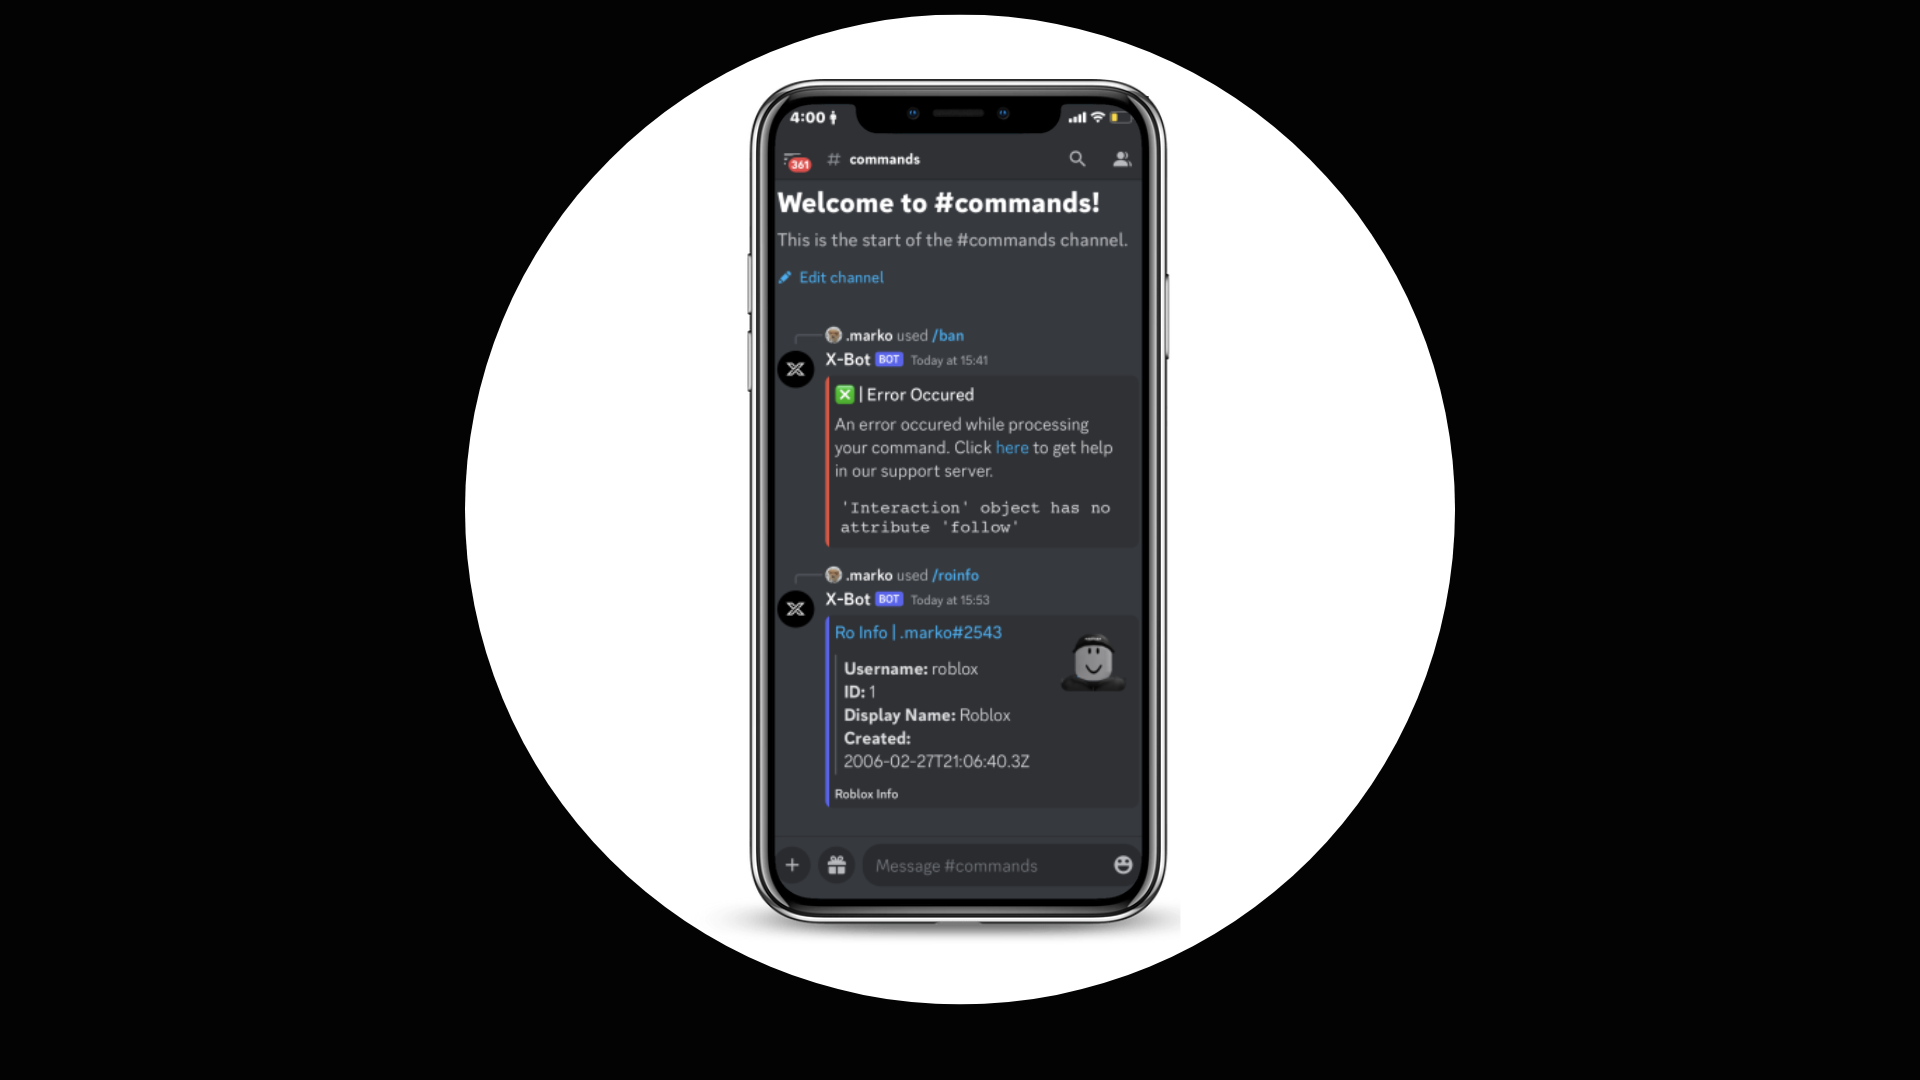 4:00
361 # commands
Welcome to #commands!
This is the start of the #commands channel.
Edit channel
.marko used /ban
X-Bot BOT Today at 15:41
| Error Occured
An error occured while processing
your command. Click here to get help
in our support server.
'Interaction' object has no
attribute 'follow'
.marko used /roinfo
X-Bot BOT Today at 15:53
Ro Info | .marko#2543
Username: roblox
ID: 1
Display Name: Roblox
Created:
2006-02-27T21:06:40.3Z
Roblox Info
Message #commands